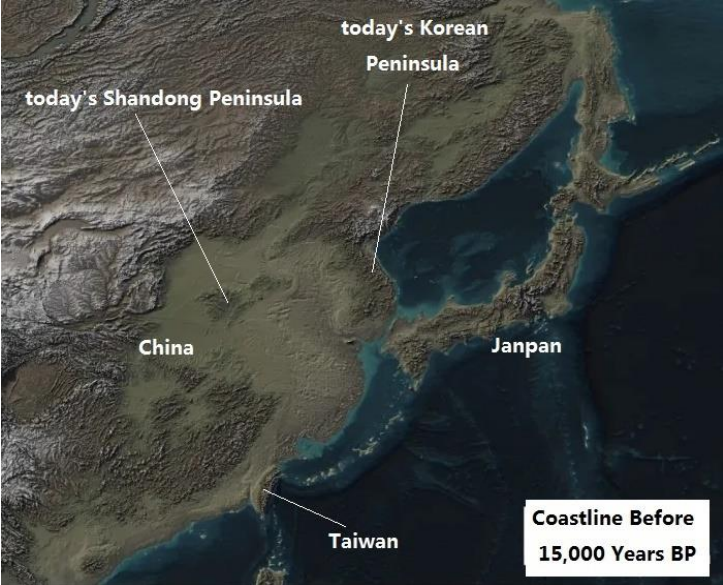 today's Korean
Peninsula
today's Shandong Peninsula
China
Janpan
Taiwan
Coastline Before
15,000 Years BP